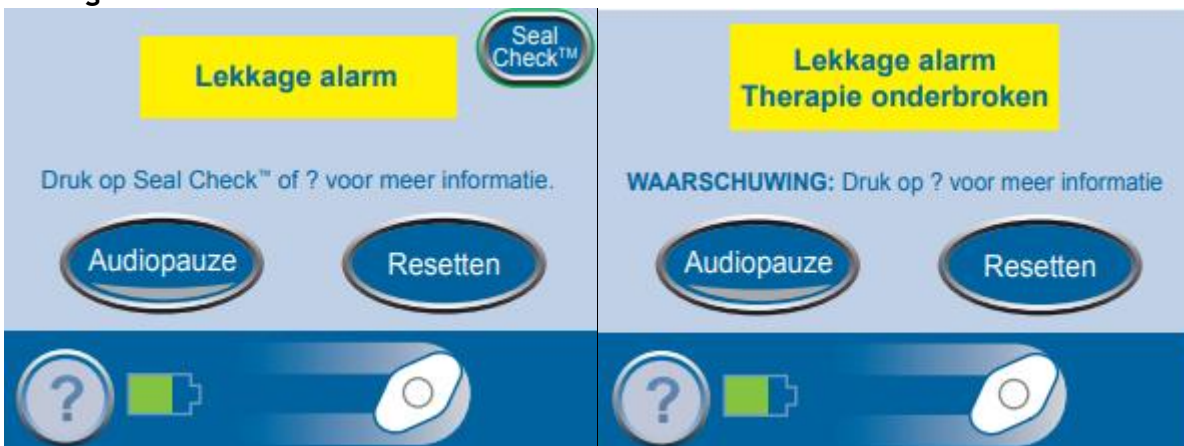 Seal
Check™
Lekkage alarm
Druk op Seal Check™ of ? voor meer informatie.
Audiopauze
Resetten
?
Lekkage alarm
Therapie onderbroken
WAARSCHUWING: Druk op ? voor meer informatie
Audiopauze
Resetten
?